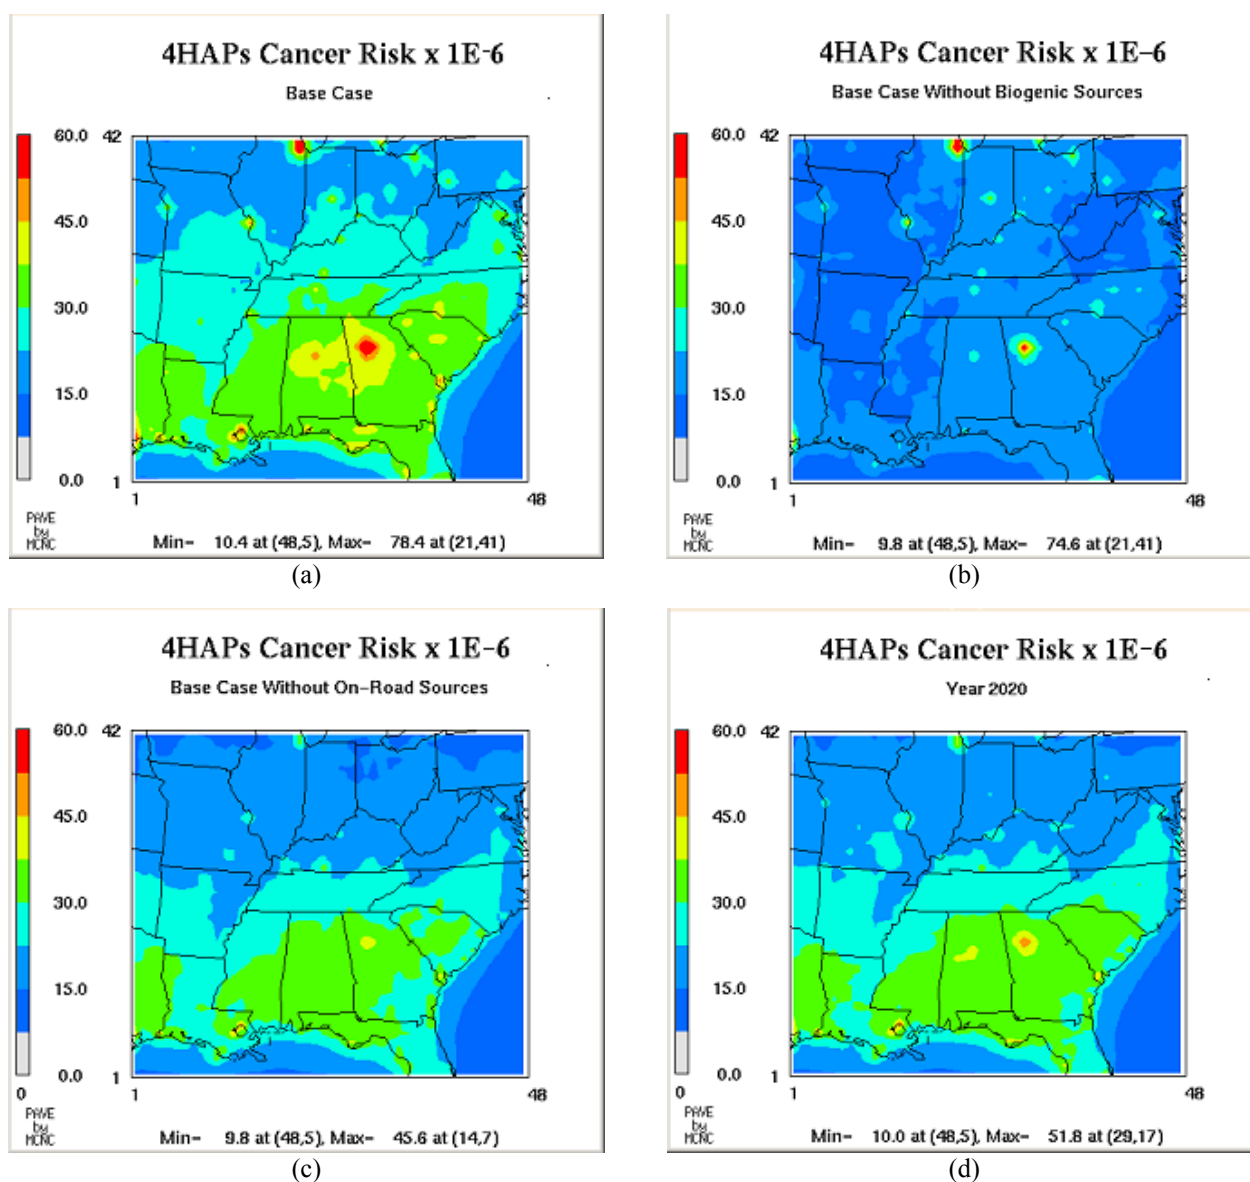 4HAPs Cancer Risk x 1E-6
Base Case
60.0
42
45.0
30.0
15.0
0.0
1
1
48
PAVE
by
MCNC
Min= 10.4 at (48,5), Max= 78.4 at (21,41)
(a)
4HAPs Cancer Risk x 1E-6
Base Case Without Biogenic Sources
60.0
42
45.0
30.0
15.0
0.0
1
1
48
PAVE
by
MCNC
Min= 9.8 at (48,5), Max= 74.6 at (21,41)
(b)
4HAPs Cancer Risk x 1E-6
Base Case Without On-Road Sources
60.0
42
45.0
30.0
15.0
0.0
1
0
1
48
PAVE
by
MCNC
Min= 9.8 at (48,5), Max= 45.6 at (14,7)
(c)
4HAPs Cancer Risk x 1E-6
Year 2020
60.0
42
45.0
30.0
15.0
0.0
1
0
1
48
PAVE
by
MCNC
Min= 10.0 at (48,5), Max= 51.8 at (29,17)
(d)